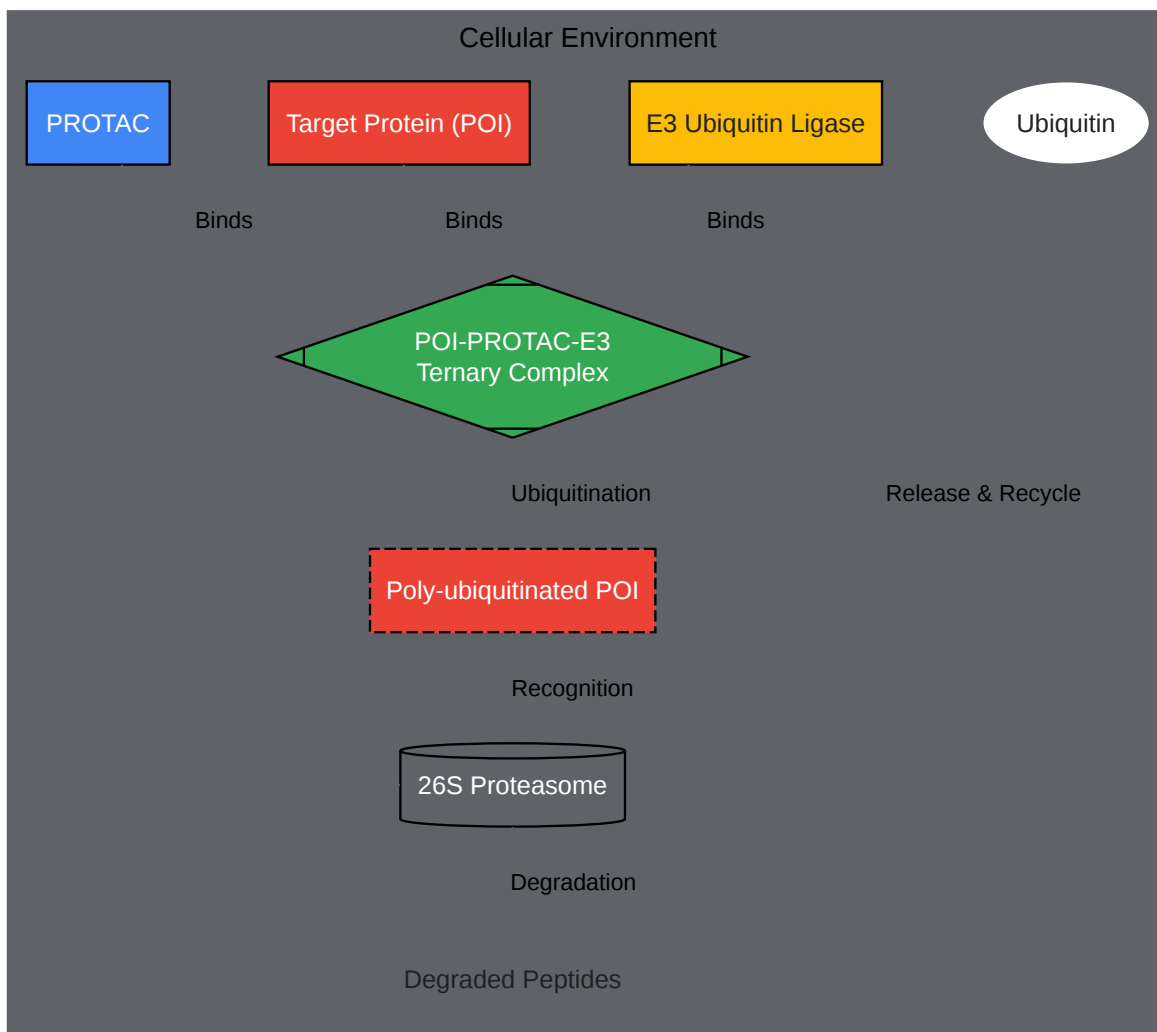 Cellular Environment
PROTAC
Target Protein (POI)
E3 Ubiquitin Ligase
Ubiquitin
Binds
Binds
Binds
POI-PROTAC-E3
Ternary Complex
Ubiquitination
Release & Recycle
Poly-ubiquitinated POI
Recognition
26S Proteasome
Degradation
Degraded Peptides